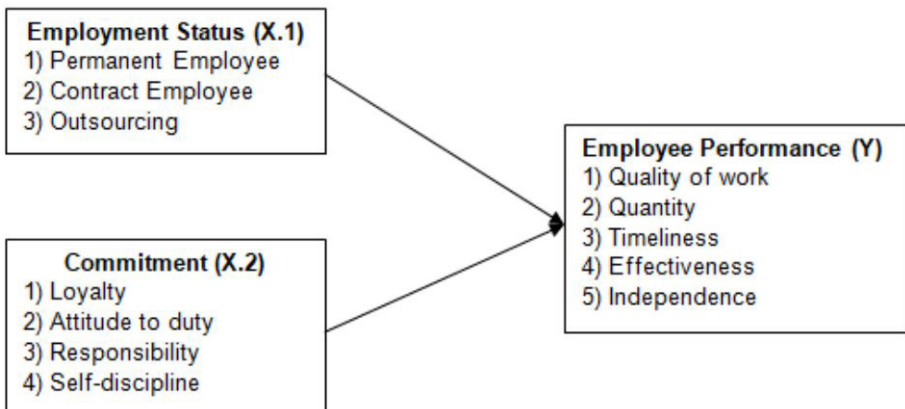 Employment Status (X.1)
1) Permanent Employee
2) Contract Employee
3) Outsourcing
Employee Performance (Y)
1) Quality of work
2) Quantity
3) Timeliness
4) Effectiveness
5) Independence
Commitment (X.2)
1) Loyalty
2) Attitude to duty
3) Responsibility
4) Self-discipline